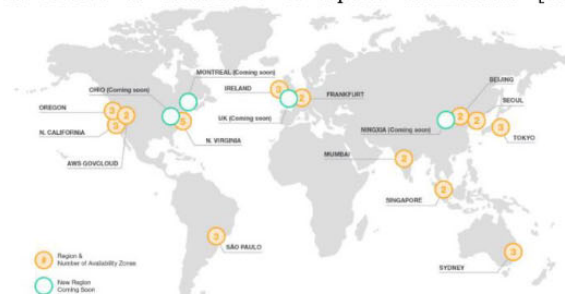 MONTREAL (Coming soon)
OHIO (Coming soon)
IRELAND
FRANKFURT
BEIJING
SEOUL
OREGON
UK (Coming soon)
NINGXIA (Coming soon)
N. CALIFORNIA
N. VIRGINIA
TOKYO
MUMBAI
AWS GOVCLOUD
SINGAPORE
SÃO PAULO
SYDNEY
# Region &
Number of Availability Zones
New Region
Coming Soon